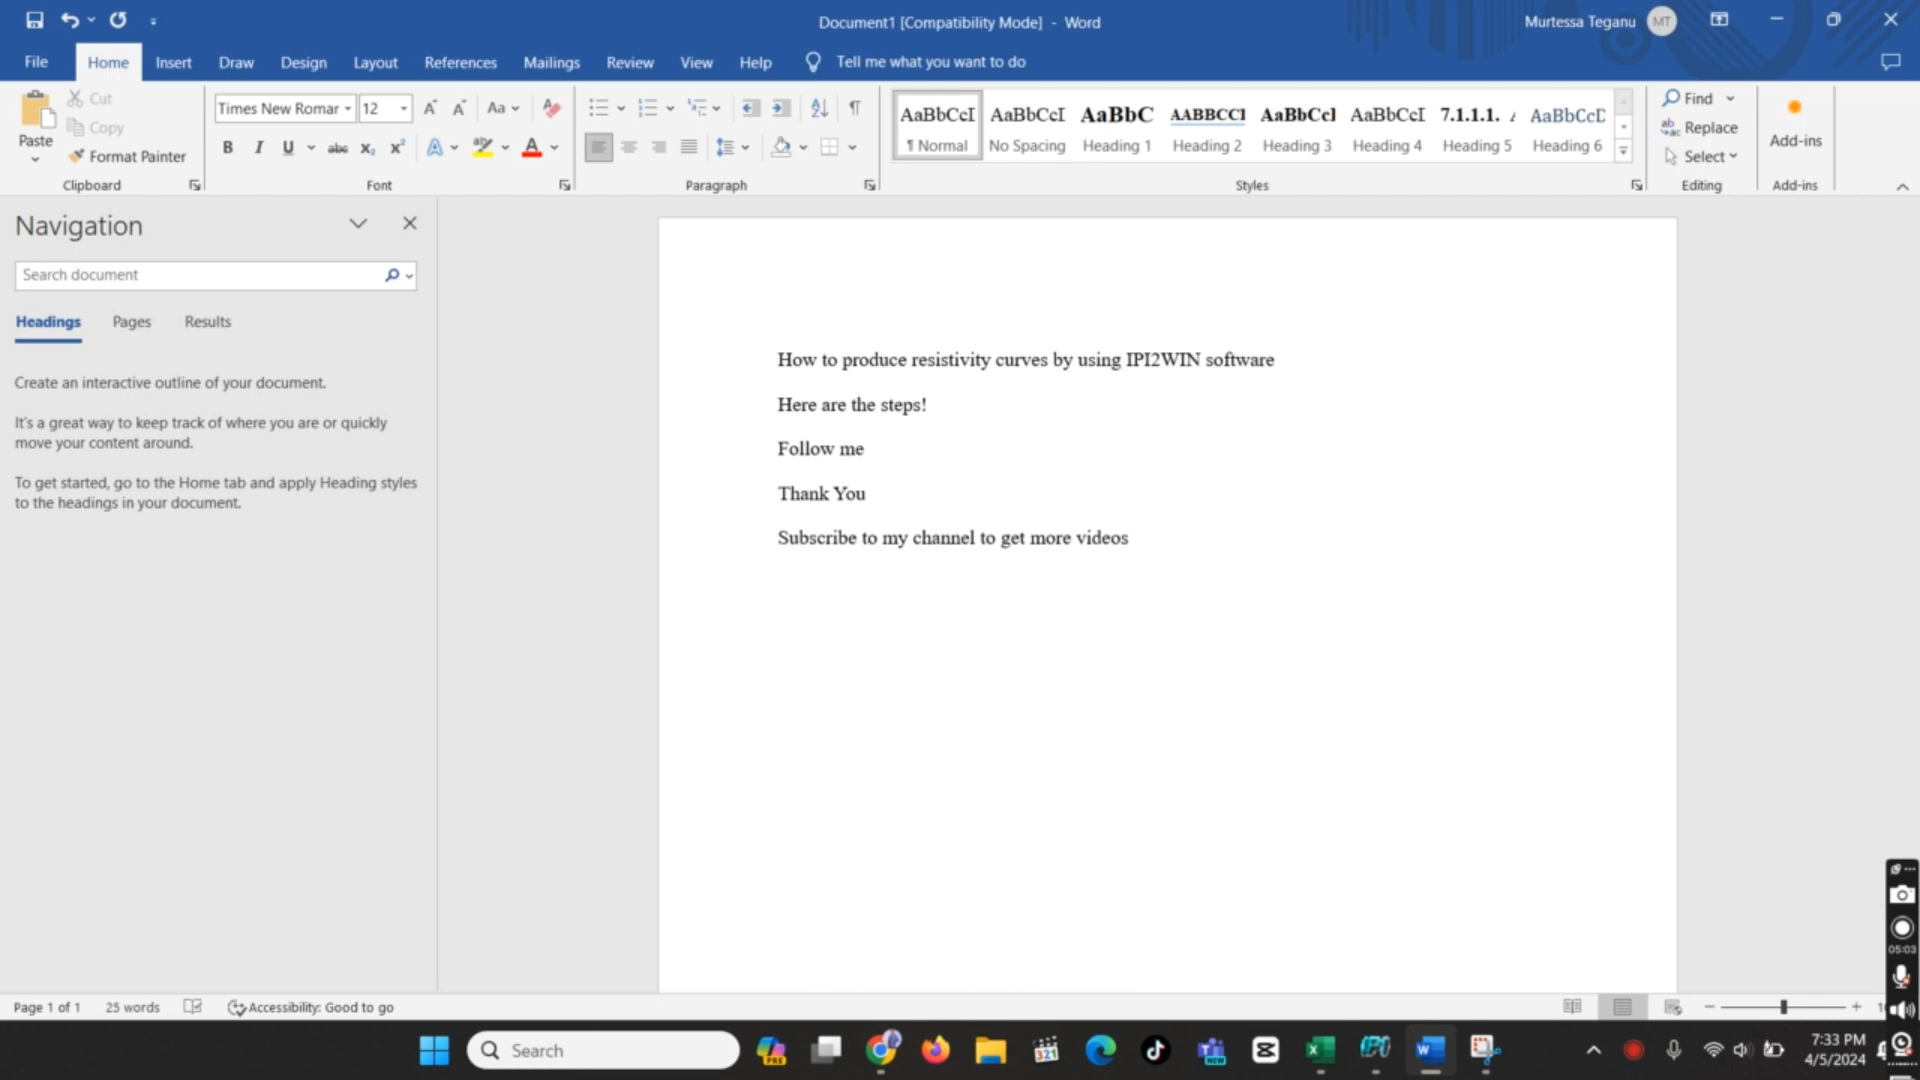 Document1 [Compatibility Mode] - Word
Murtessa Teganu
MT
File
Home
Insert
Draw
Design
Layout
References
Mailings
Review
View
Help
Tell me what you want to do
Paste
Cut
Copy
Format Painter
Clipboard
Times New Romar
12
Font
Paragraph
AaBbCcI
¶ Normal
AaBbCcI
No Spacing
AaBbC
Heading 1
AABBCCI
Heading 2
AaBbCcI
Heading 3
AaBbCcI
Heading 4
7.1.1.1.
Heading 5
AaBbCcD
Heading 6
Styles
Find
Replace
Select
Editing
Add-ins
Add-ins
Navigation
Search document
Headings
Pages
Results
Create an interactive outline of your document.
It's a great way to keep track of where you are or quickly
move your content around.
To get started, go to the Home tab and apply Heading styles
to the headings in your document.
How to produce resistivity curves by using IPI2WIN software
Here are the steps!
Follow me
Thank You
Subscribe to my channel to get more videos
05:03
Page 1 of 1
25 words
Accessibility: Good to go
Search
7:33 PM
4/5/2024